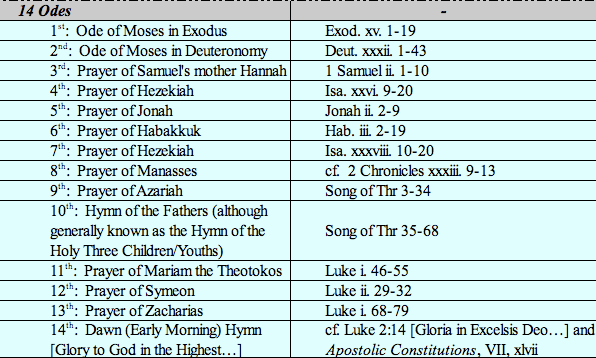 14 Odes -
1st: Ode of Moses in Exodus Exod. xv. 1-19
2nd: Ode of Moses in Deuteronomy Deut. xxxii. 1-43
3rd: Prayer of Samuel's mother Hannah 1 Samuel ii. 1-10
4th: Prayer of Hezekiah Isa. xxvi. 9-20
5th: Prayer of Jonah Jonah ii. 2-9
6th: Prayer of Habakkuk Hab. iii. 2-19
7th: Prayer of Hezekiah Isa. xxxviii. 10-20
8th: Prayer of Manasses cf. 2 Chronicles xxxiii. 9-13
9th: Prayer of Azariah Song of Thr 3-34
10th: Hymn of the Fathers (although
generally known as the Hymn of the Song of Thr 35-68
Holy Three Children/Youths)
11th: Prayer of Mariam the Theotokos Luke i. 46-55
12th: Prayer of Symeon Luke ii. 29-32
13th: Prayer of Zacharias Luke i. 68-79
14th: Dawn (Early Morning) Hymn cf. Luke 2:14 [Gloria in Excelsis Deo…] and
[Glory to God in the Highest…] Apostolic Constitutions, VII, xlvii